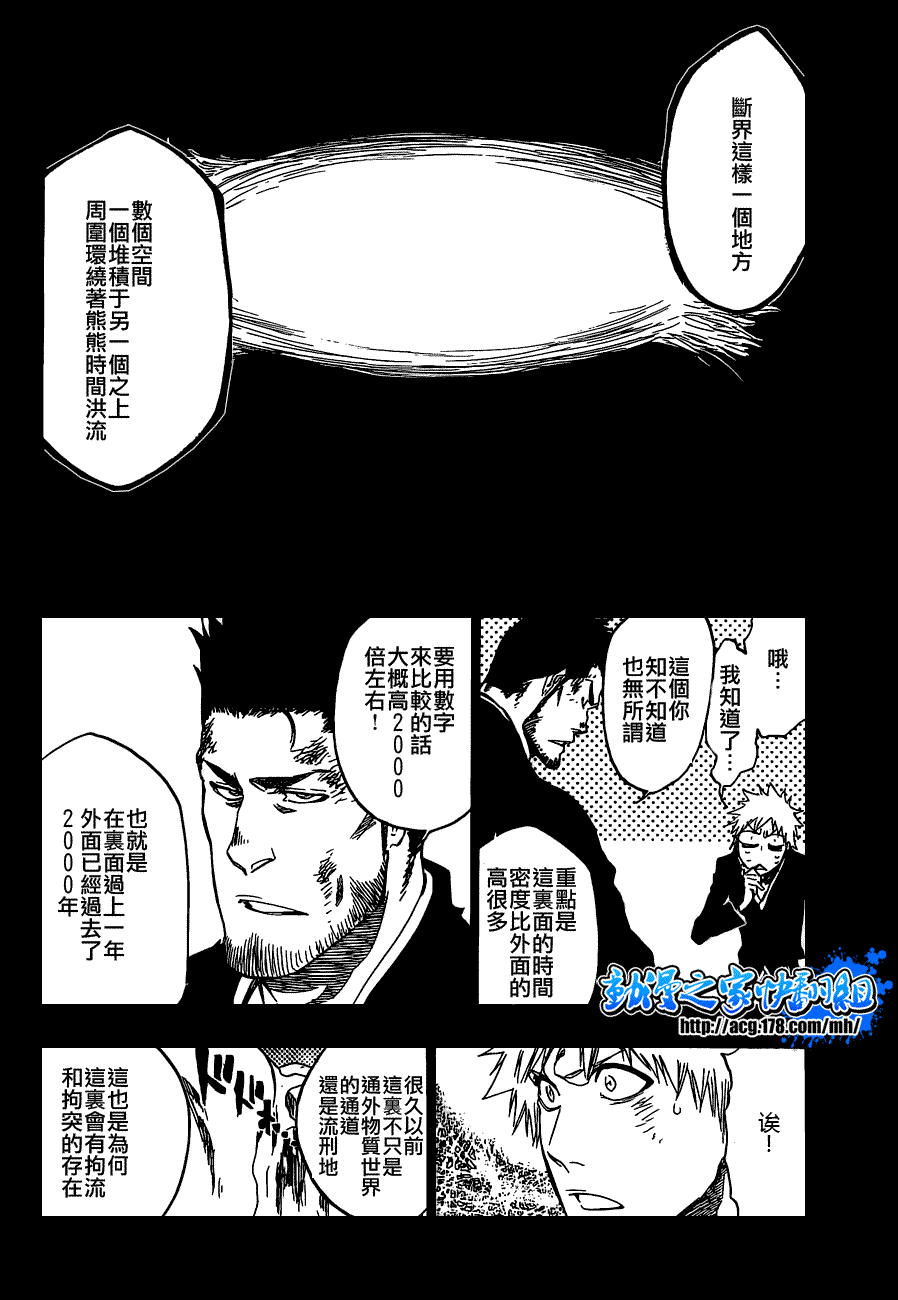 斷界這樣一個地方
數個空間
一個堆積于另一個之上
周圍環繞著熊熊時間洪流
哦…
我知道了…
這個你
知不知道
也無所謂
重點是
這裏面的時間
密度比外面的
高很多
要用數字
來比較的話
大概高2000
倍左右！
也就是
在裏面過上一年
外面已經過去了
2000年
動漫之家快翻組
http://acg.178.com/mh/
诶！
很久以前
這裏不只是
通外物質世界
的通道
還是流刑地
ドドド
這也是為何
這裏會有拘流
和拘突的存在